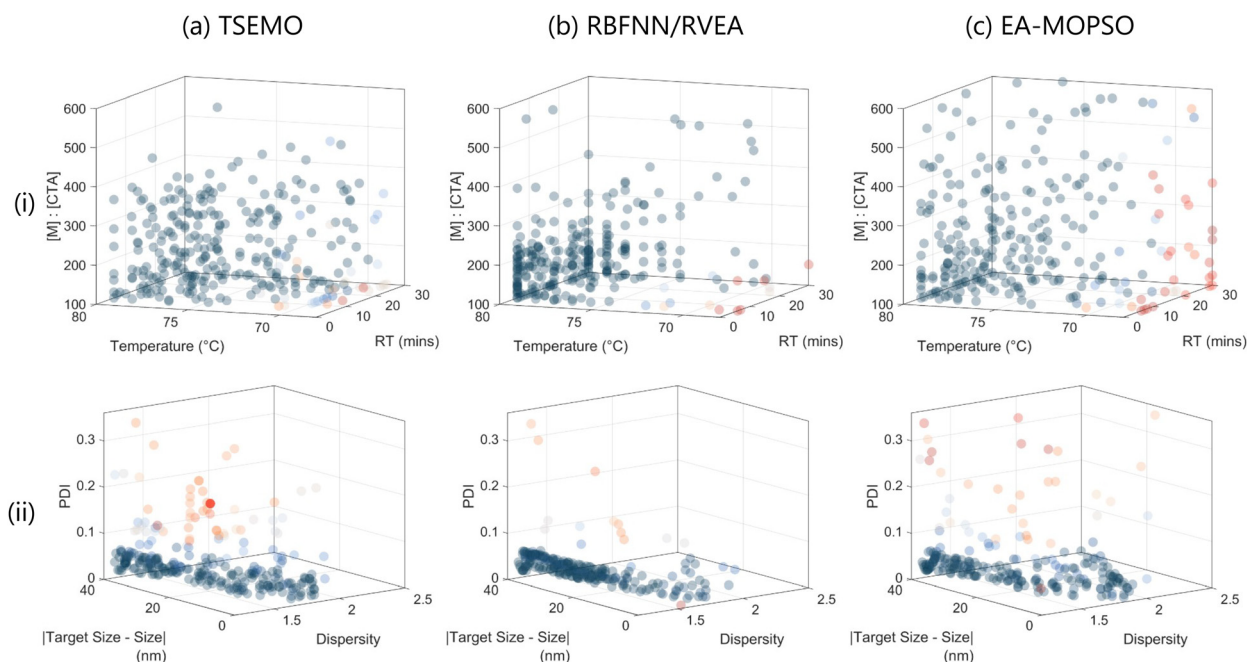 (a) TSEMO
(b) RBFNN/RVEA
(c) EA-MOPSO
(i)
[M] : [CTA]
600
500
400
300
200
100
80
75
70
0
10
20
30
Temperature (°C)
RT (mins)
[M] : [CTA]
600
500
400
300
200
100
80
75
70
0
10
20
30
Temperature (°C)
RT (mins)
[M] : [CTA]
600
500
400
300
200
100
80
75
70
0
10
20
30
Temperature (°C)
RT (mins)
(ii)
PDI
0.3
0.2
0.1
0
40
20
0
1.5
2
2.5
|Target Size - Size|
(nm)
Dispersity
PDI
0.3
0.2
0.1
0
40
20
0
1.5
2
2.5
|Target Size - Size|
(nm)
Dispersity
PDI
0.3
0.2
0.1
0
40
20
0
1.5
2
2.5
|Target Size - Size|
(nm)
Dispersity